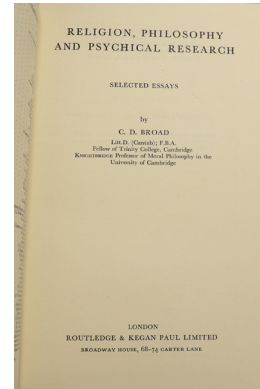 RELIGION, PHILOSOPHY
AND PSYCHICAL RESEARCH
SELECTED ESSAYS
by
C. D. BROAD
Litt.D. (Cantab); F.B.A.
Fellow of Trinity College, Cambridge
KNIGHTBRIDGE Professor of Moral Philosophy in the
University of Cambridge
LONDON
ROUTLEDGE & KEGAN PAUL LIMITED
BROADWAY HOUSE, 68-74 CARTER LANE